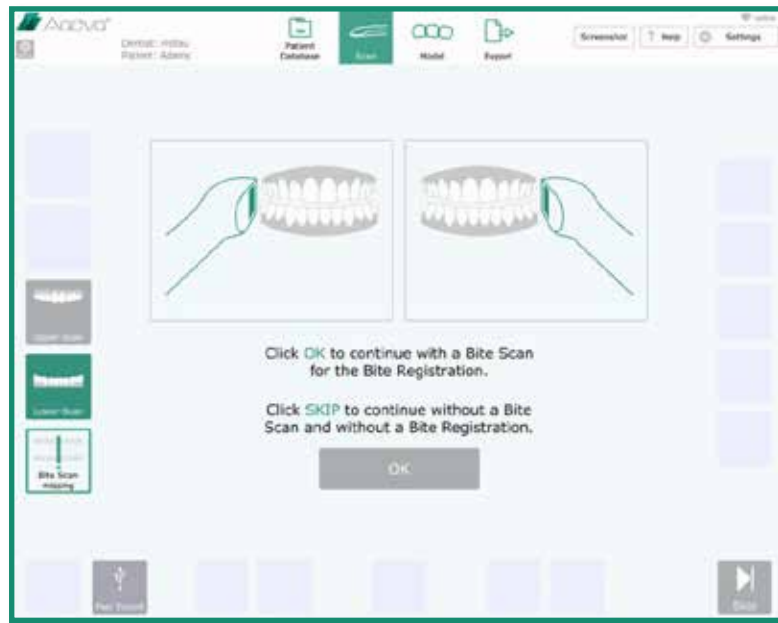 Patient
Database
Scan
Model
Export
Screenshot
? Help
Settings
Dentist:
Patient:
Click OK to continue with a Bite Scan
for the Bite Registration.
Click SKIP to continue without a Bite
Scan and without a Bite Registration.
OK
Upper Scan
Lower Scan
Bite Scan
missing
Skip